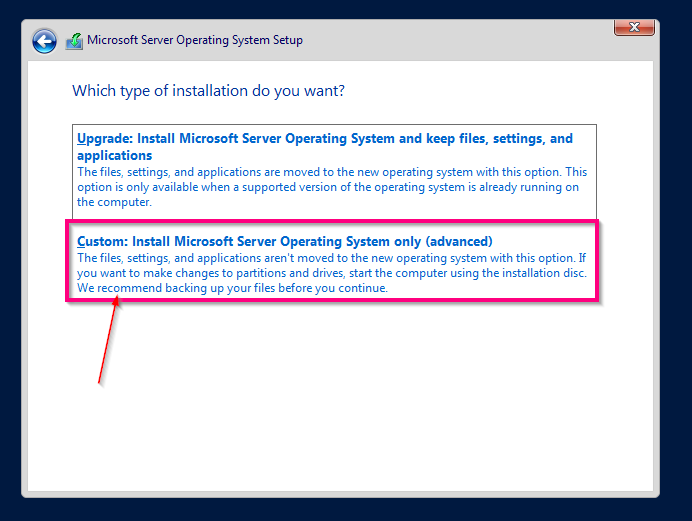 Microsoft Server Operating System Setup
Which type of installation do you want?
Upgrade: Install Microsoft Server Operating System and keep files, settings, and
applications
The files, settings, and applications are moved to the new operating system with this option. This
option is only available when a supported version of the operating system is already running on
the computer.
Custom: Install Microsoft Server Operating System only (advanced)
The files, settings, and applications aren't moved to the new operating system with this option. If
you want to make changes to partitions and drives, start the computer using the installation disc.
We recommend backing up your files before you continue.